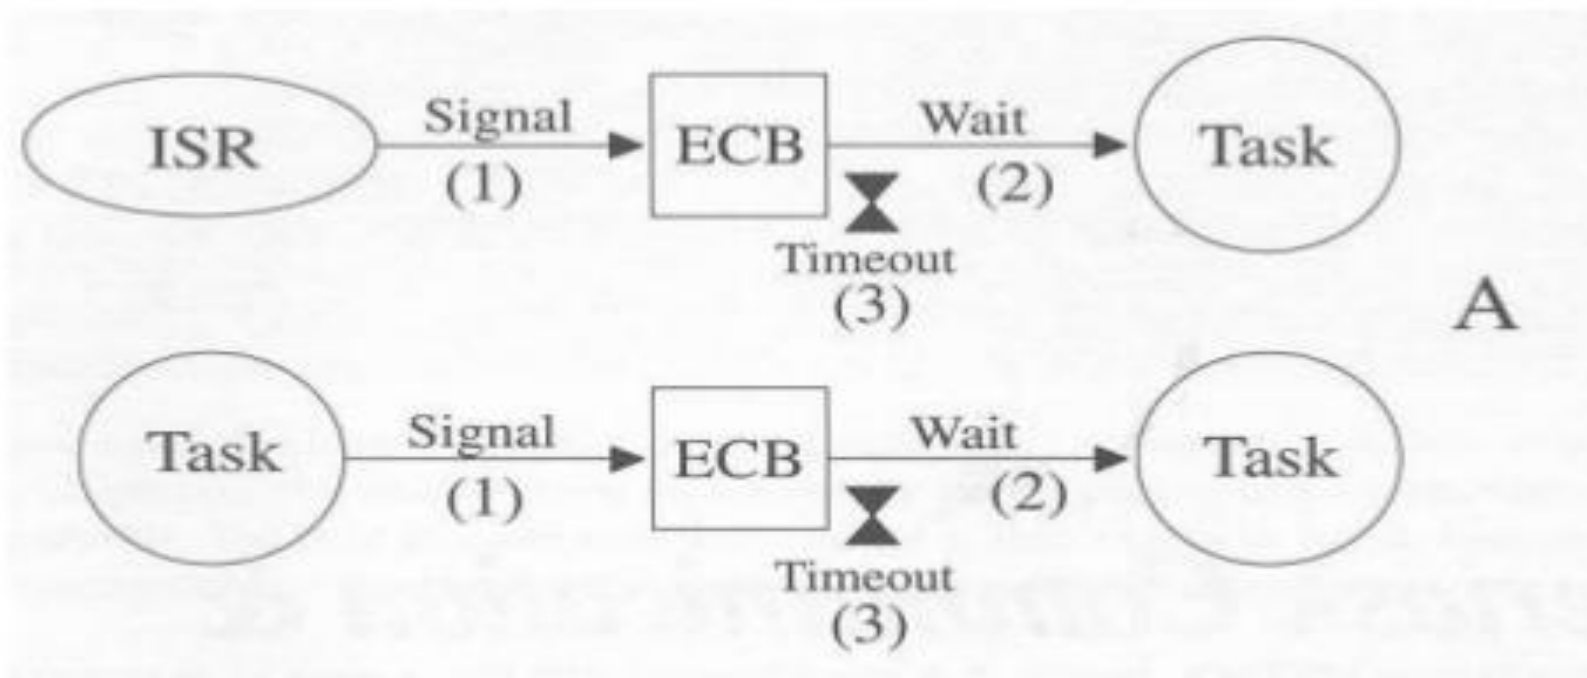 ISR Signal ECB Wait Task
(1) (2)
Timeout
(3)
A
Task Signal ECB Wait Task
(1) (2)
Timeout
(3)